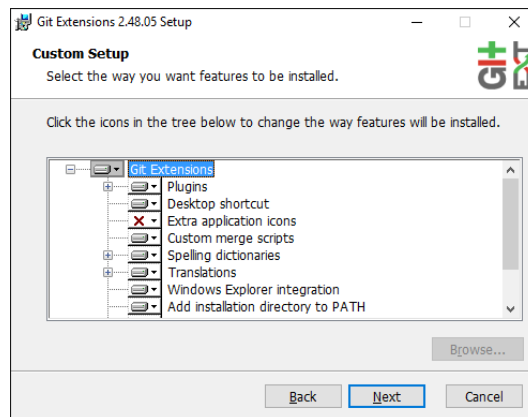 Git Extensions 2.48.05 Setup
Custom Setup
Select the way you want features to be installed.
Git
Click the icons in the tree below to change the way features will be installed.
Git Extensions
Plugins
Desktop shortcut
Extra application icons
Custom merge scripts
Spelling dictionaries
Translations
Windows Explorer integration
Add installation directory to PATH
Browse...
Back Next Cancel